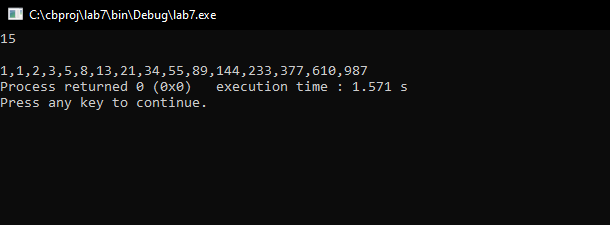 C:\cbproj\lab7\bin\Debug\lab7.exe
15
1,1,2,3,5,8,13,21,34,55,89,144,233,377,610,987
Process returned 0 (0x0)   execution time : 1.571 s
Press any key to continue.